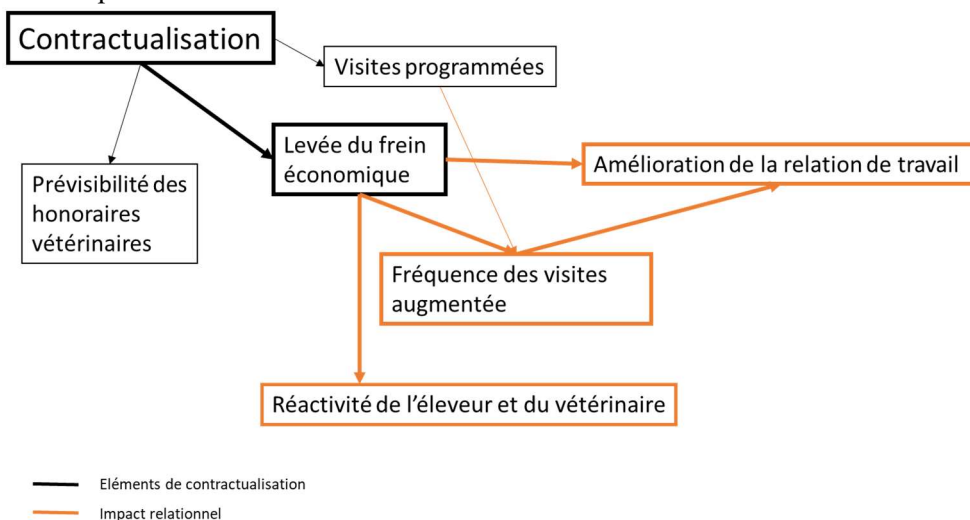 Contractualisation
Visites programmées
Levée du frein
économique
Amélioration de la relation de travail
Prévisibilité des
honoraires
vétérinaires
Fréquence des visites
augmentée
Réactivité de l'éleveur et du vétérinaire
Eléments de contractualisation
Impact relationnel